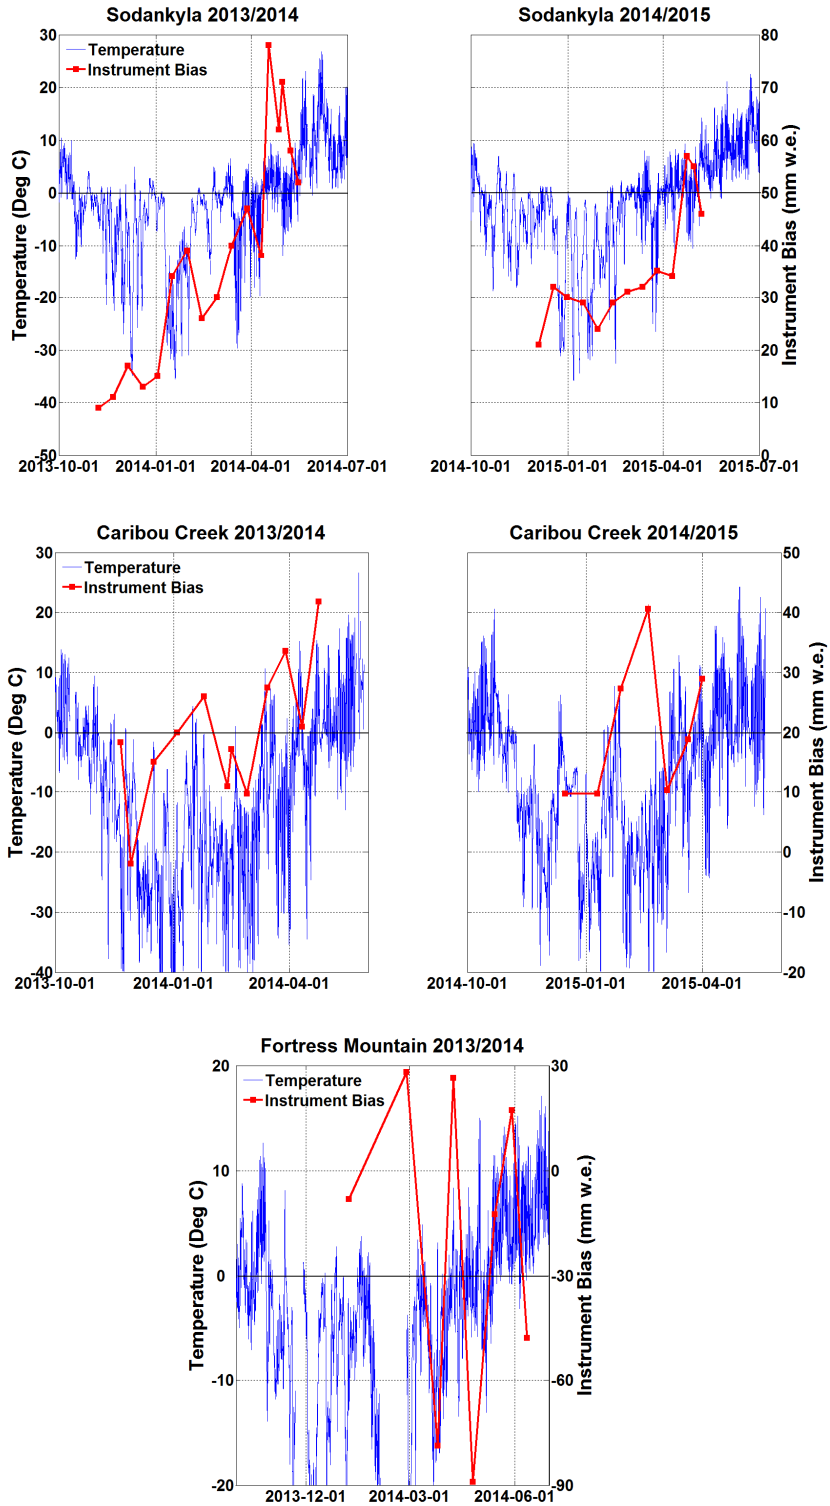 Sodankyla 2013/2014
Temperature
Instrument Bias
30
20
10
0
-10
-20
-30
-40
-50
Temperature (Deg C)
2013-10-01 2014-01-01 2014-04-01 2014-07-01
Sodankyla 2014/2015
80
70
60
50
40
30
20
10
0
Instrument Bias (mm w.e.)
2014-10-01 2015-01-01 2015-04-01 2015-07-01
Caribou Creek 2013/2014
Temperature
Instrument Bias
30
20
10
0
-10
-20
-30
-40
Temperature (Deg C)
2013-10-01 2014-01-01 2014-04-01
Caribou Creek 2014/2015
50
40
30
20
10
0
-10
-20
Instrument Bias (mm w.e.)
2014-10-01 2015-01-01 2015-04-01
Fortress Mountain 2013/2014
Temperature
Instrument Bias
20
10
0
-10
-20
Temperature (Deg C)
30
0
-30
-60
-90
Instrument Bias (mm w.e.)
2013-12-01 2014-03-01 2014-06-01